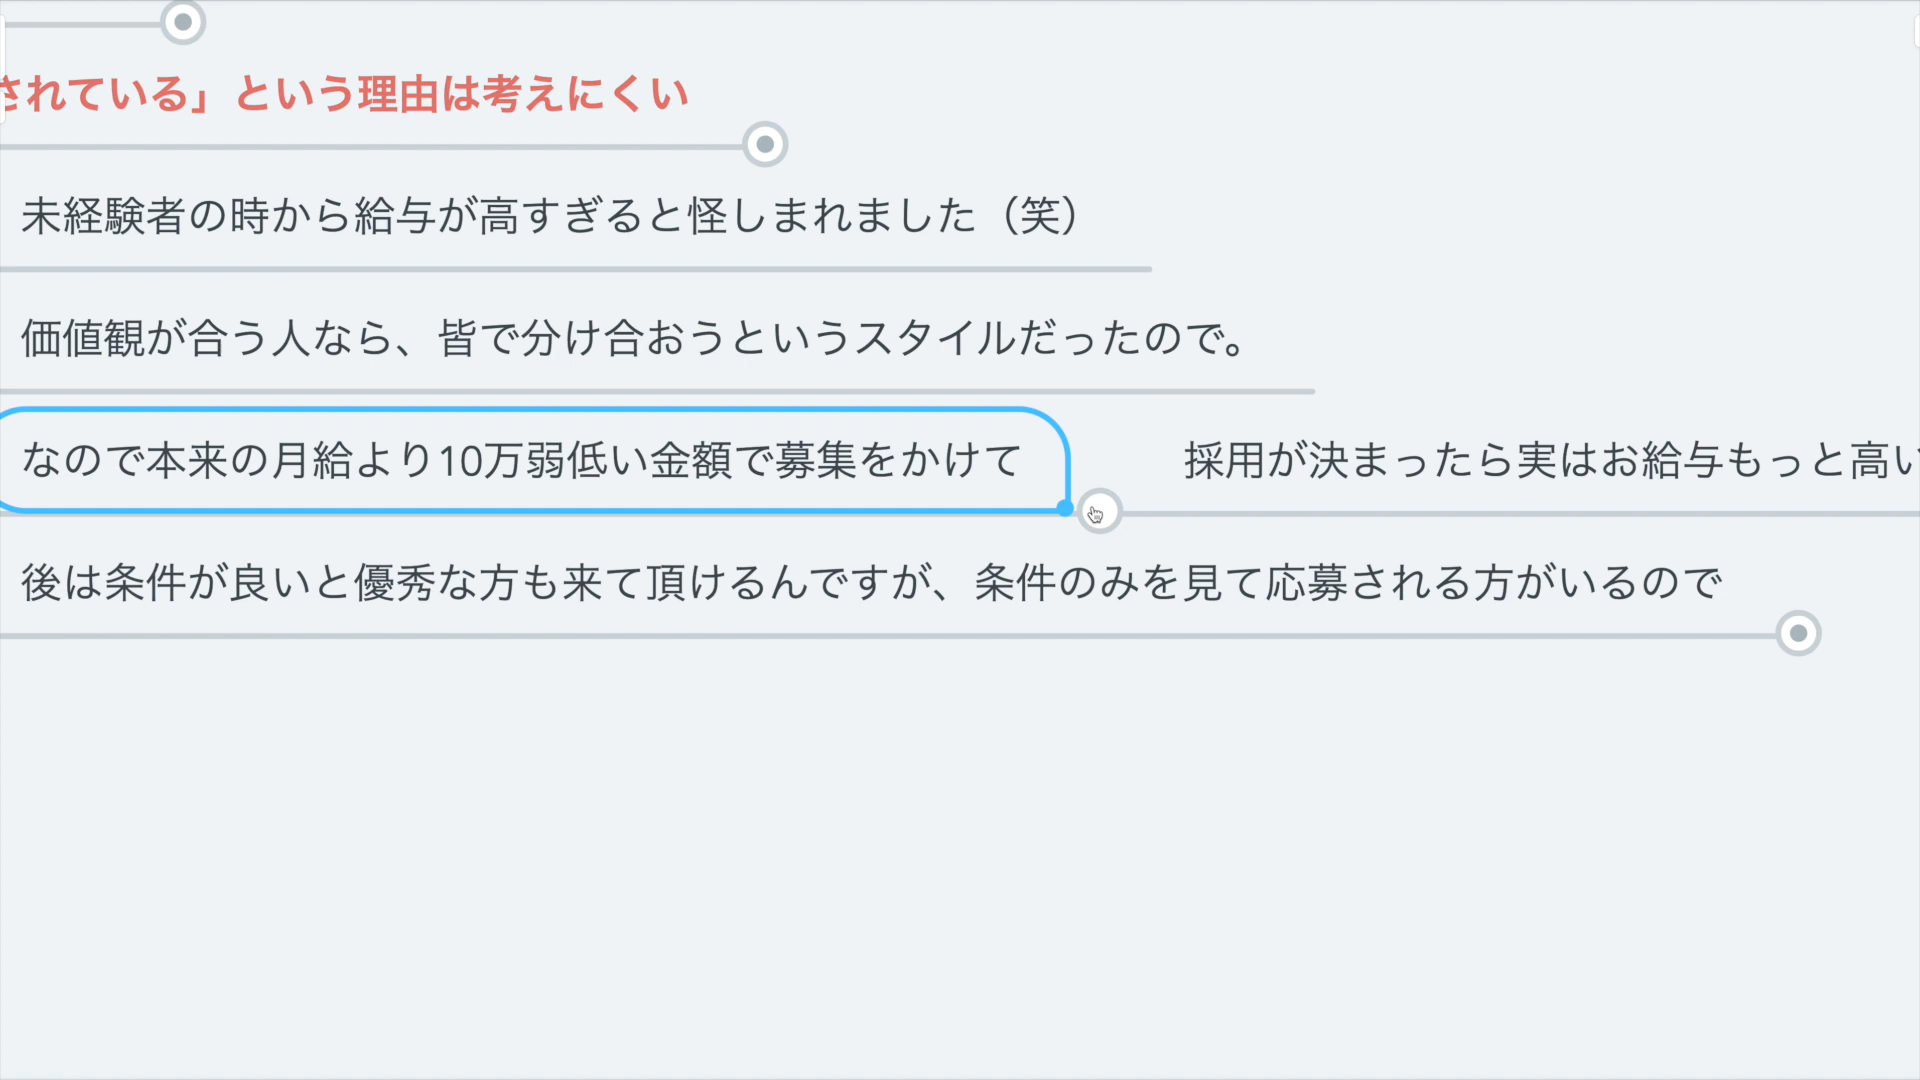 されている」という理由は考えにくい
未経験者の時から給与が高すぎると怪しまれました（笑）
価値観が合う人なら、皆で分け合おうというスタイルだったので。
なので本来の月給より10万弱低い金額で募集をかけて
採用が決まったら実はお給与もっと高い
後は条件が良いと優秀な方も来て頂けるんですが、条件のみを見て応募される方がいるので